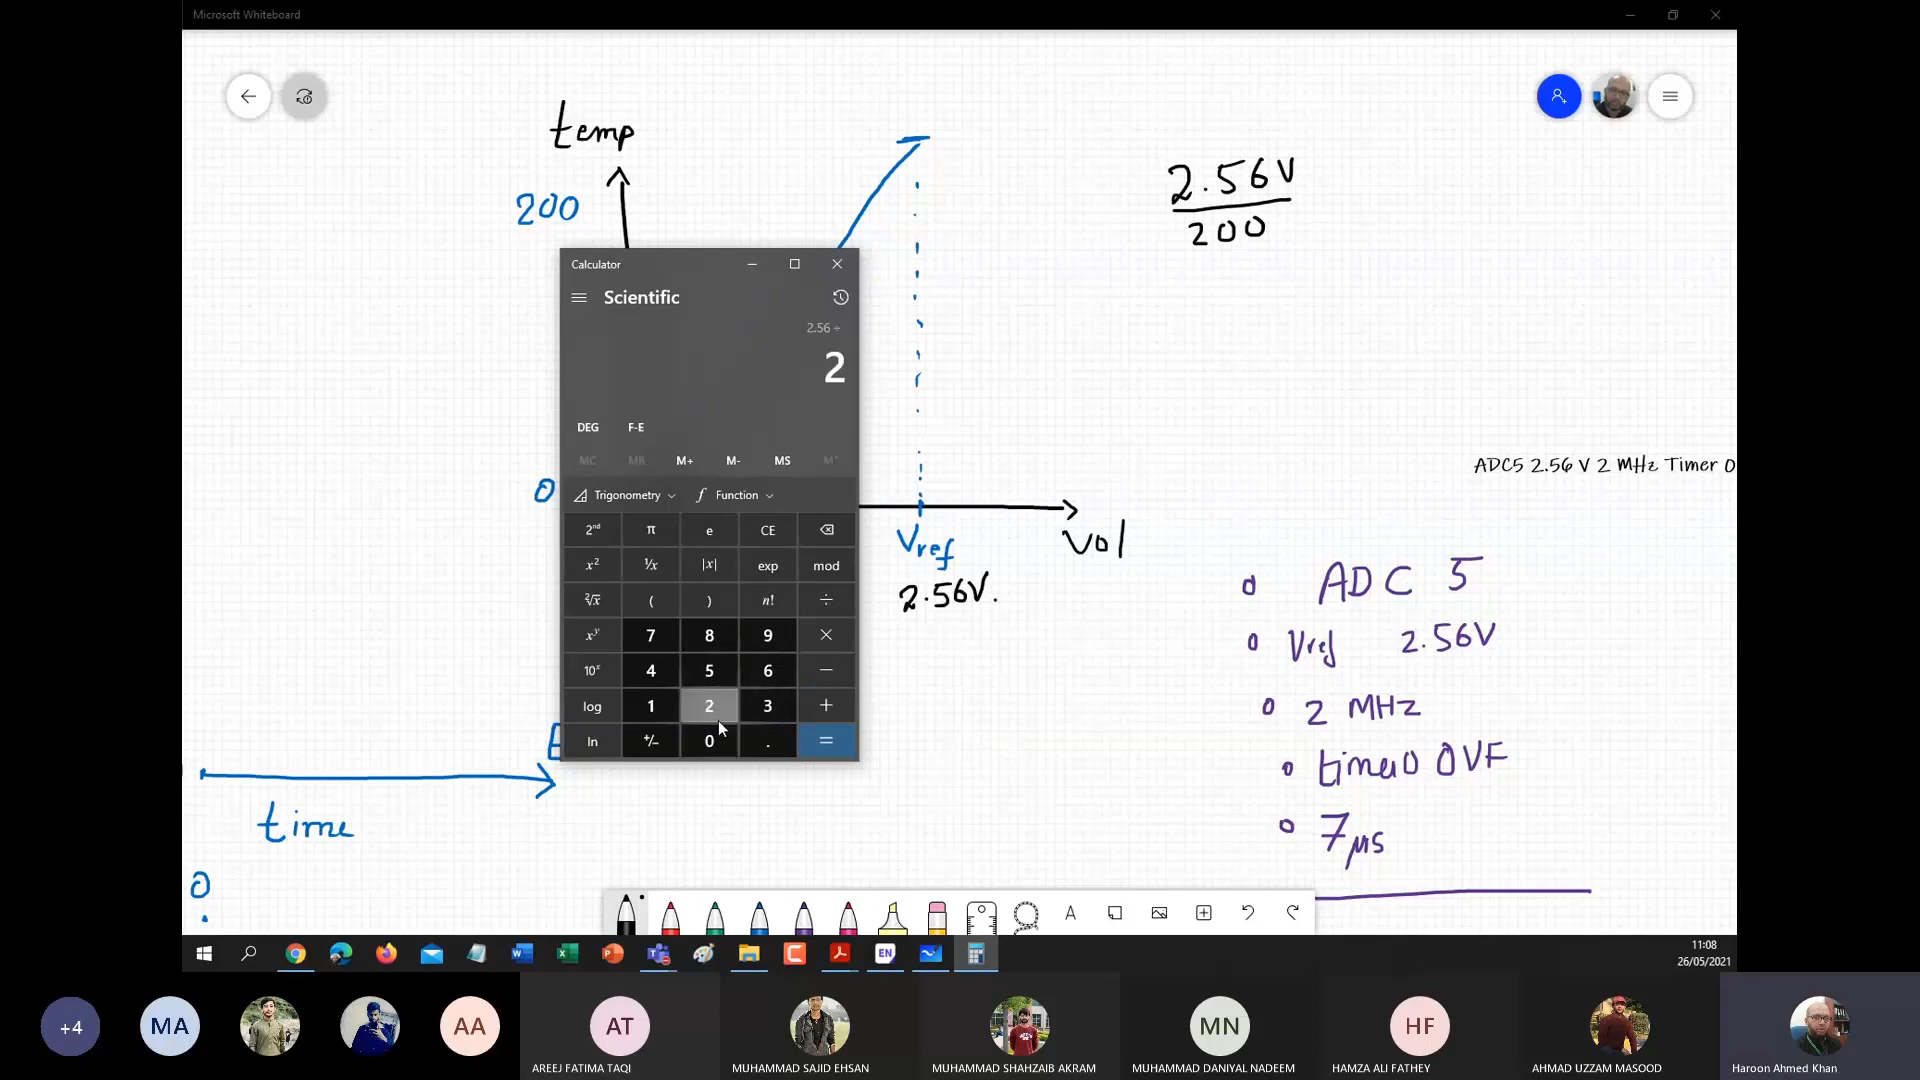 Microsoft Whiteboard
temp
200
2.56V
200
Calculator
Scientific
2.56 ÷
2
DEG F-E
MC MR M+ M- MS M˅
Trigonometry Function
2nd π e CE
x² ¹/x |x| exp mod
²√x ( ) n! ÷
xʸ 7 8 9 ×
10ˣ 4 5 6 −
log 1 2 3 +
ln +/− 0 . =
0
Vref
2.56V.
Vol
ADC5 2.56 V 2 MHz Timer 0
ADC 5
Vref 2.56V
2 MHz
timer0 OVF
7µs
time
0
A
EN
11:08
26/05/2021
+4
MA
AA
AT
AREEJ FATIMA TAQI
MUHAMMAD SAJID EHSAN
MUHAMMAD SHAHZAIB AKRAM
MN
MUHAMMAD DANIYAL NADEEM
HF
HAMZA ALI FATHEY
AHMAD UZZAM MASOOD
Haroon Ahmed Khan